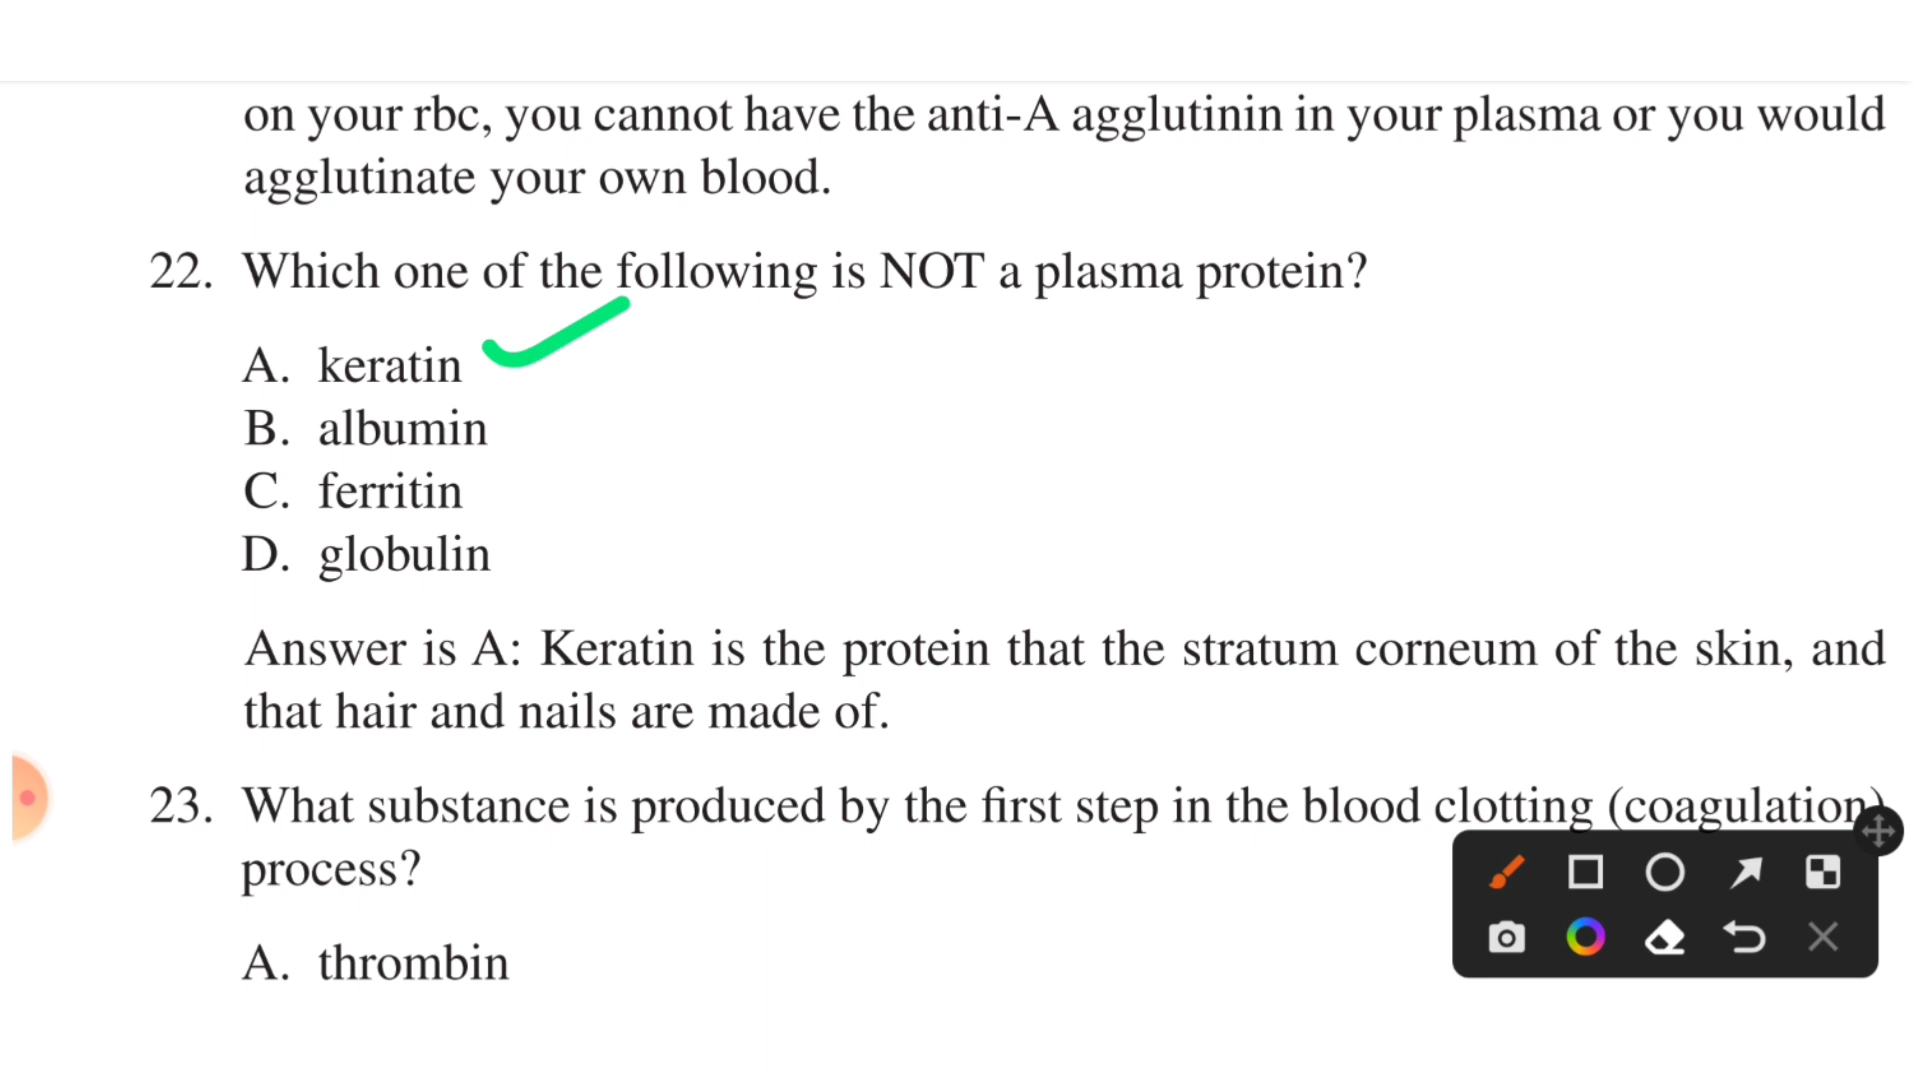 on your rbc, you cannot have the anti-A agglutinin in your plasma or you would
agglutinate your own blood.
22. Which one of the following is NOT a plasma protein?
A. keratin
B. albumin
C. ferritin
D. globulin
Answer is A: Keratin is the protein that the stratum corneum of the skin, and
that hair and nails are made of.
23. What substance is produced by the first step in the blood clotting (coagulation)
process?
A. thrombin